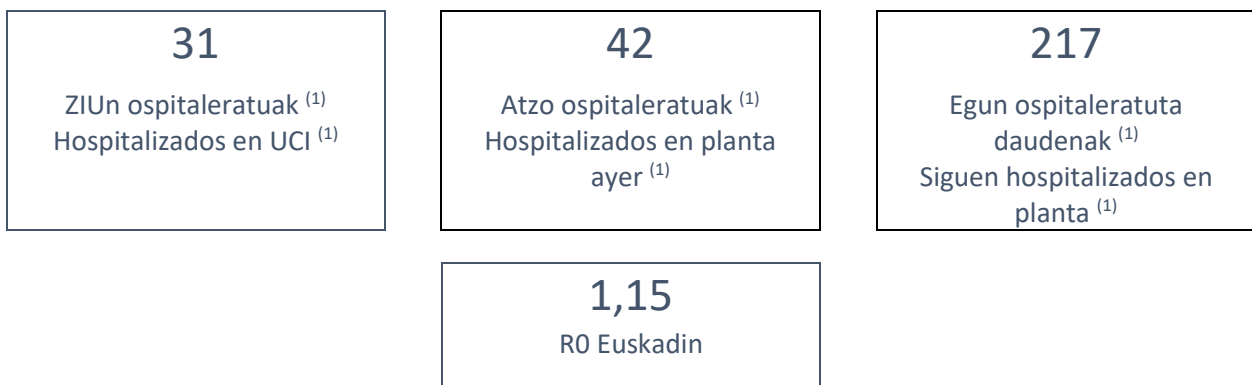 31
ZIUn ospitaleratuak (1)
Hospitalizados en UCI (1)
42
Atzo ospitaleratuak (1)
Hospitalizados en planta
ayer (1)
217
Egun ospitaleratuta
daudenak (1)
Siguen hospitalizados en
planta (1)
1,15
R0 Euskadin